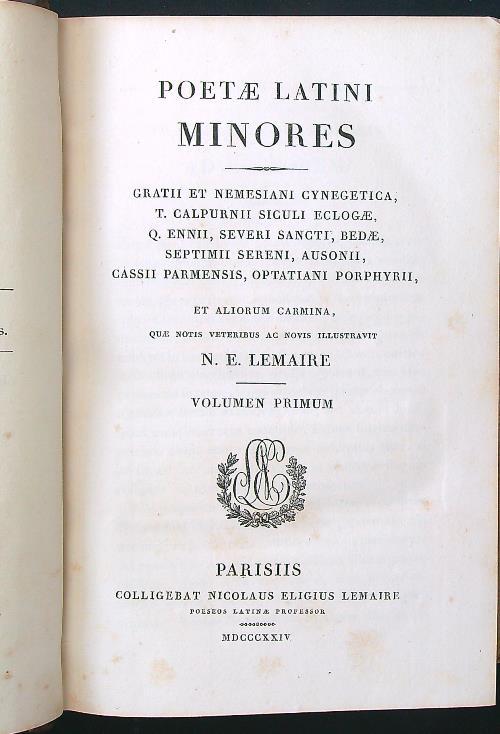 POETÆ LATINI
MINORES
GRATII ET NEMESIANI CYNEGETICA,
T. CALPURNII SICULI ECLOGÆ,
Q. ENNII, SEVERI SANCTI, BEDÆ,
SEPTIMII SERENI, AUSONII,
CASSII PARMENSIS, OPTATIANI PORPHYRII,
ET ALIORUM CARMINA,
QUÆ NOTIS VETERIBUS AC NOVIS ILLUSTRAVIT
N. E. LEMAIRE
VOLUMEN PRIMUM
PARISIIS
COLLIGEBAT NICOLAUS ELIGIUS LEMAIRE
POESEOS LATINÆ PROFESSOR
MDCCCXXIV